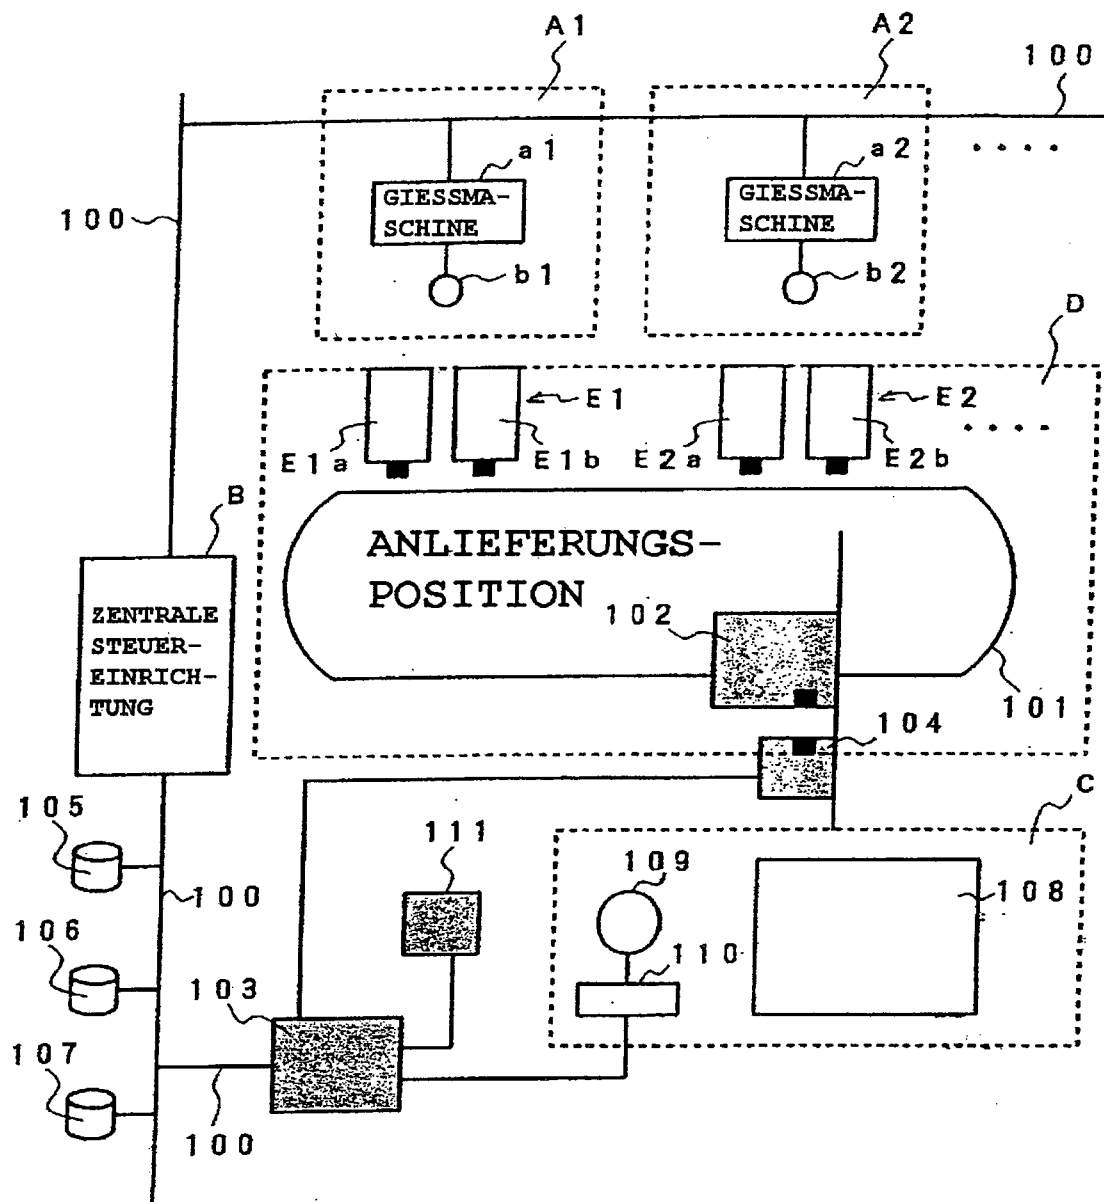 A1
A2
100
a1
a2
GIESSMA-
SCHINE
GIESSMA-
SCHINE
100
b1
b2
D
E1
E2
E1a
E1b
E2a
E2b
B
ANLIEFERUNGS-
POSITION
ZENTRALE
STEUER-
EINRICH-
TUNG
102
101
104
105
C
111
109
100
108
106
110
103
107
100